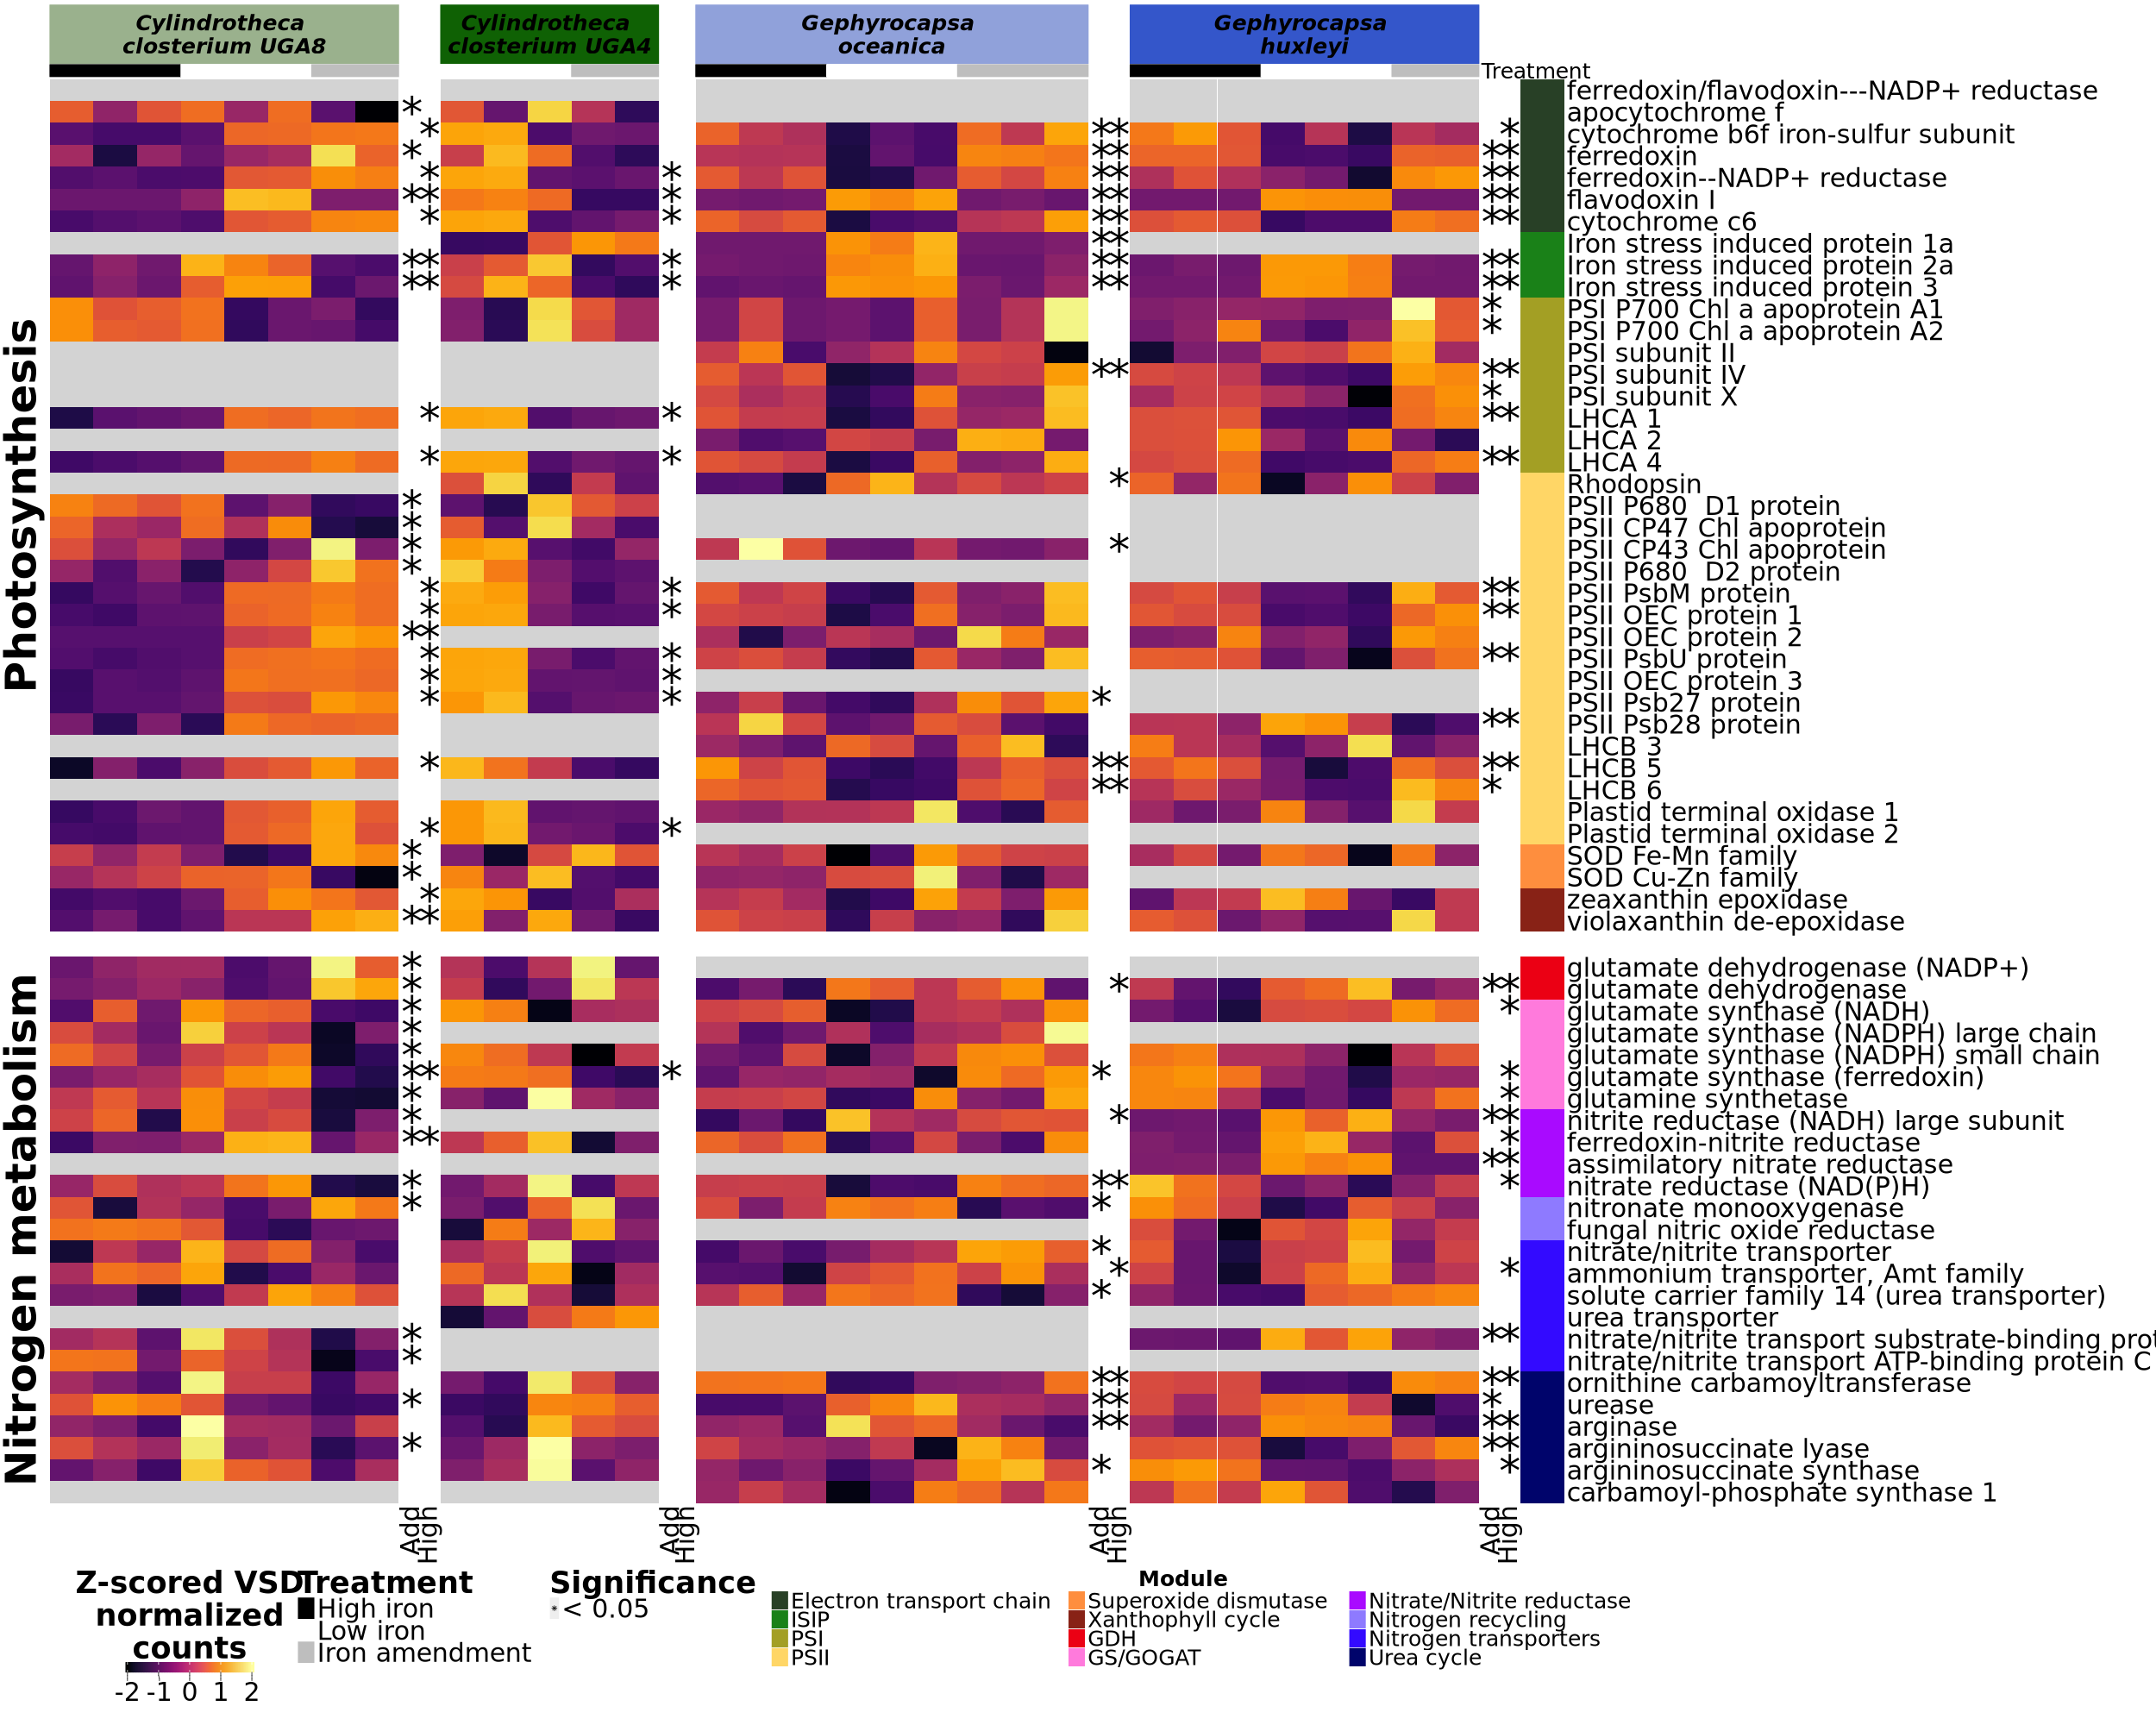 Cylindrotheca
closterium UGA8
Cylindrotheca
closterium UGA4
Gephyrocapsa
oceanica
Gephyrocapsa
huxleyi
Treatment
Photosynthesis
ferredoxin/flavodoxin---NADP+ reductase
apocytochrome f
cytochrome b6f iron-sulfur subunit
ferredoxin
ferredoxin--NADP+ reductase
flavodoxin I
cytochrome c6
Iron stress induced protein 1a
Iron stress induced protein 2a
Iron stress induced protein 3
PSI P700 Chl a apoprotein A1
PSI P700 Chl a apoprotein A2
PSI subunit II
PSI subunit IV
PSI subunit X
LHCA 1
LHCA 2
LHCA 4
Rhodopsin
PSII P680 D1 protein
PSII CP47 Chl apoprotein
PSII CP43 Chl apoprotein
PSII P680 D2 protein
PSII PsbM protein
PSII OEC protein 1
PSII OEC protein 2
PSII PsbU protein
PSII OEC protein 3
PSII Psb27 protein
PSII Psb28 protein
LHCB 3
LHCB 5
LHCB 6
Plastid terminal oxidase 1
Plastid terminal oxidase 2
SOD Fe-Mn family
SOD Cu-Zn family
zeaxanthin epoxidase
violaxanthin de-epoxidase
Nitrogen metabolism
glutamate dehydrogenase (NADP+)
glutamate dehydrogenase
glutamate synthase (NADH)
glutamate synthase (NADPH) large chain
glutamate synthase (NADPH) small chain
glutamate synthase (ferredoxin)
glutamine synthetase
nitrite reductase (NADH) large subunit
ferredoxin-nitrite reductase
assimilatory nitrate reductase
nitrate reductase (NAD(P)H)
nitronate monooxygenase
fungal nitric oxide reductase
nitrate/nitrite transporter
ammonium transporter, Amt family
solute carrier family 14 (urea transporter)
urea transporter
nitrate/nitrite transport substrate-binding prot
nitrate/nitrite transport ATP-binding protein C
ornithine carbamoyltransferase
urease
arginase
argininosuccinate lyase
argininosuccinate synthase
carbamoyl-phosphate synthase 1
Add
High
Add
High
Add
High
Add
High
Z-scored VSD
normalized
counts
-2 -1 0 1 2
Treatment
High iron
Low iron
Iron amendment
Significance
* < 0.05
Module
Electron transport chain
ISIP
PSI
PSII
Superoxide dismutase
Xanthophyll cycle
GDH
GS/GOGAT
Nitrate/Nitrite reductase
Nitrogen recycling
Nitrogen transporters
Urea cycle